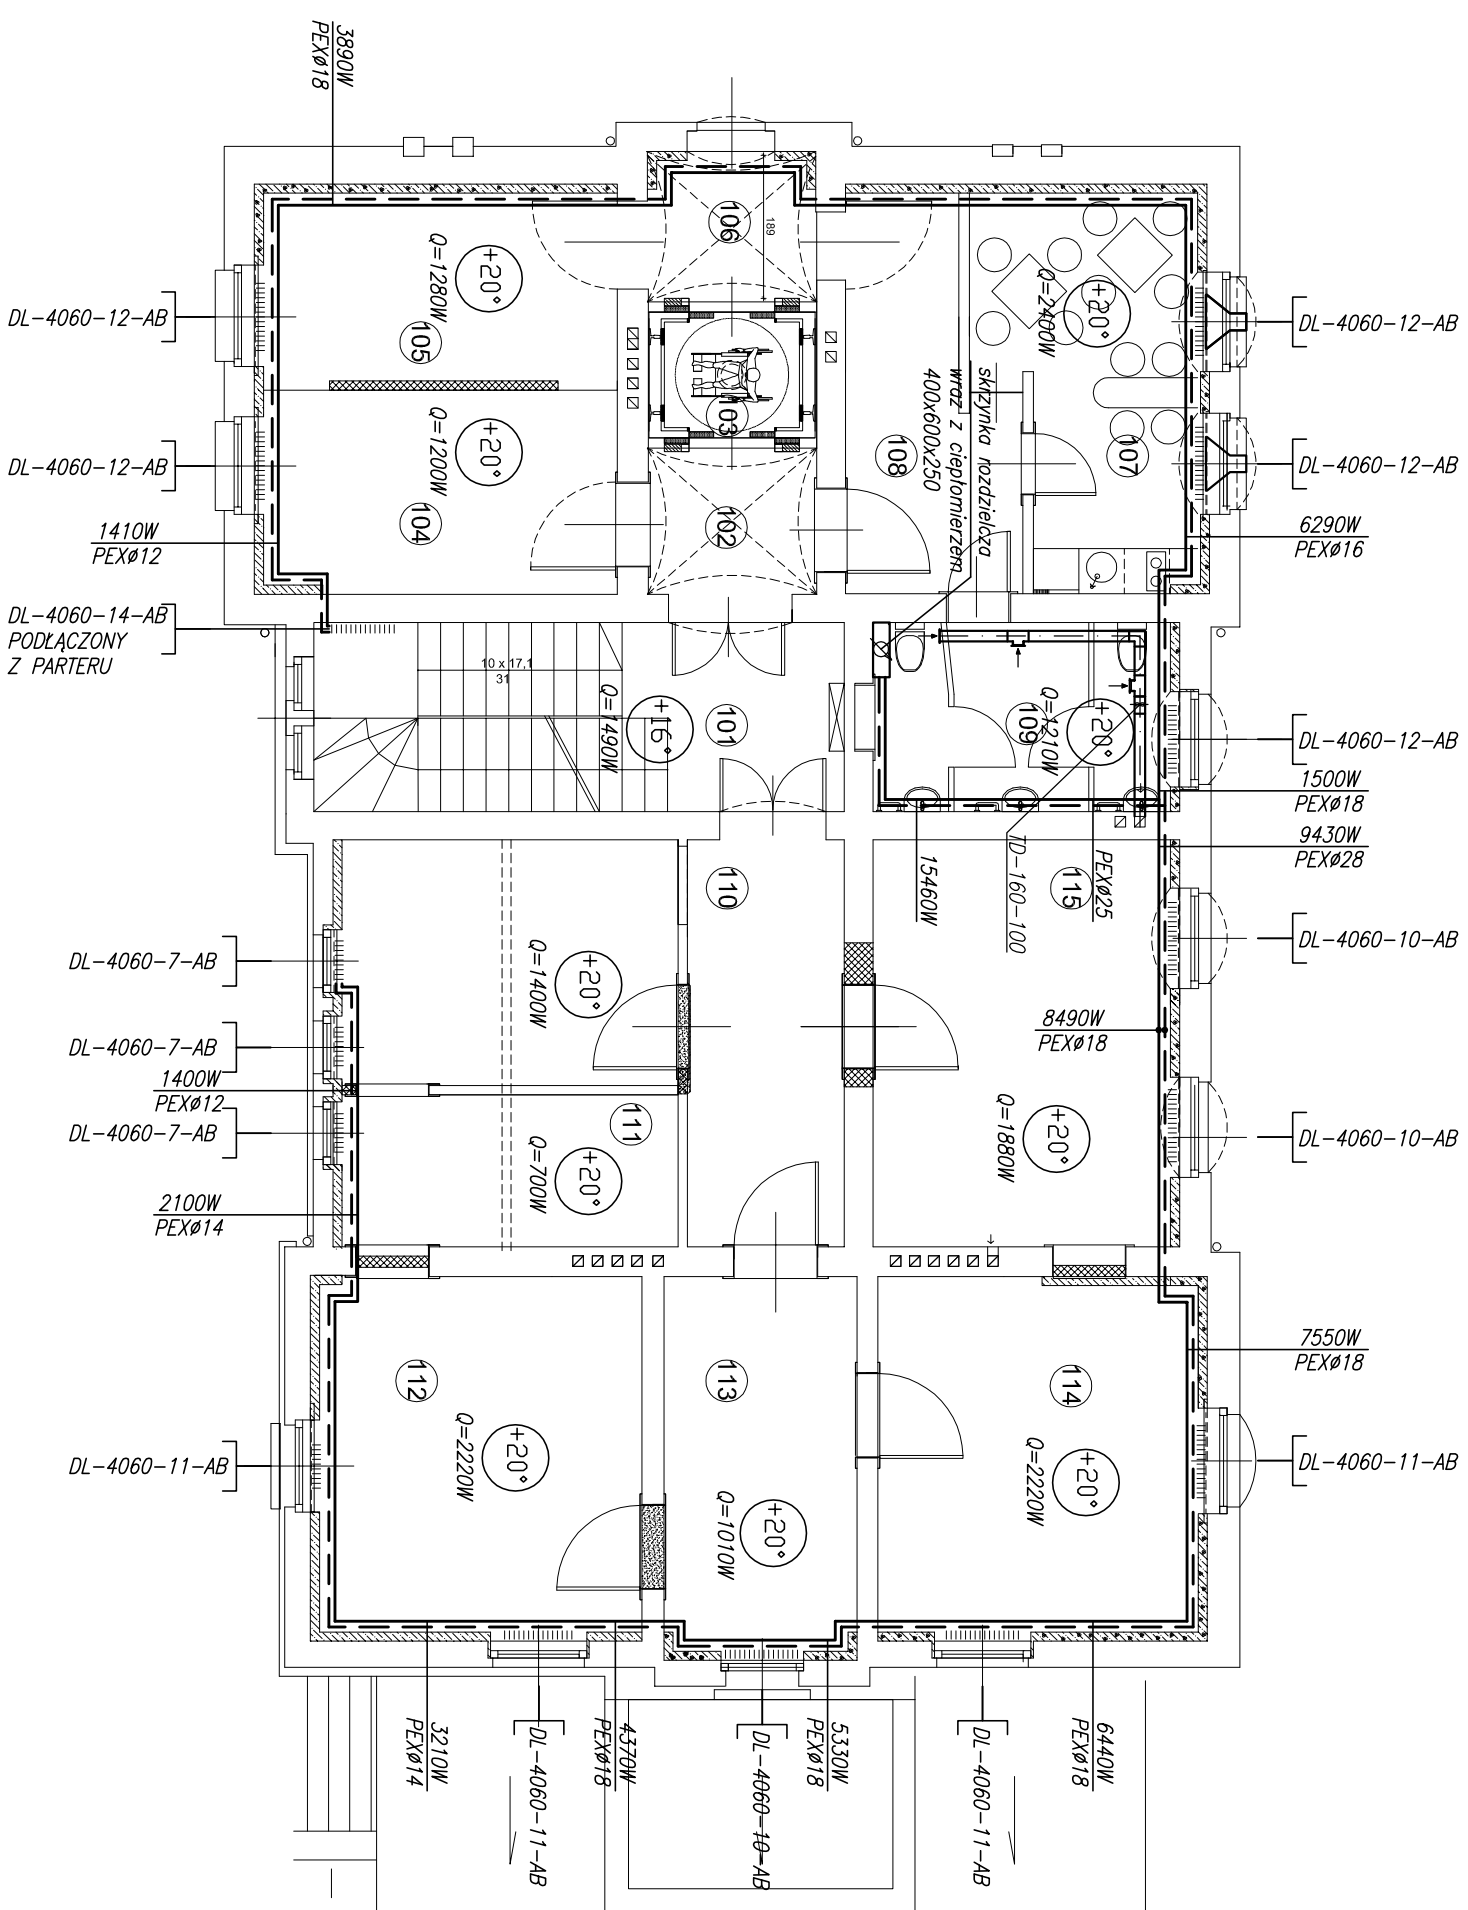 3890W
PEXø18
DL-4060-12-AB
DL-4060-12-AB
1410W
PEXø12
DL-4060-14-AB
PODŁĄCZONY
Z PARTERU
DL-4060-7-AB
DL-4060-7-AB
1400W
PEXø12
DL-4060-7-AB
2100W
PEXø14
DL-4060-11-AB
+20°
Q=1280W
105
+20°
Q=1200W
104
106
189
103
102
108
skrzynka rozdzielcza
wraz z ciepłomierzem
400x600x250
+20°
Q=2400W
107
10 x 17,1
31
+16°
Q=1490W
101
+20°
Q=1210W
109
15460W
TD-160-100
PEXø25
115
110
+20°
Q=1400W
111
+20°
Q=700W
+20°
Q=1880W
112
+20°
Q=2220W
113
+20°
Q=1010W
114
+20°
Q=2220W
DL-4060-12-AB
DL-4060-12-AB
6290W
PEXø16
DL-4060-12-AB
1500W
PEXø18
9430W
PEXø28
DL-4060-10-AB
8490W
PEXø18
DL-4060-10-AB
7550W
PEXø18
DL-4060-11-AB
3210W
PEXø14
DL-4060-11-AB
4370W
PEXø18
DL-4060-10-AB
5330W
PEXø18
DL-4060-11-AB
6440W
PEXø18